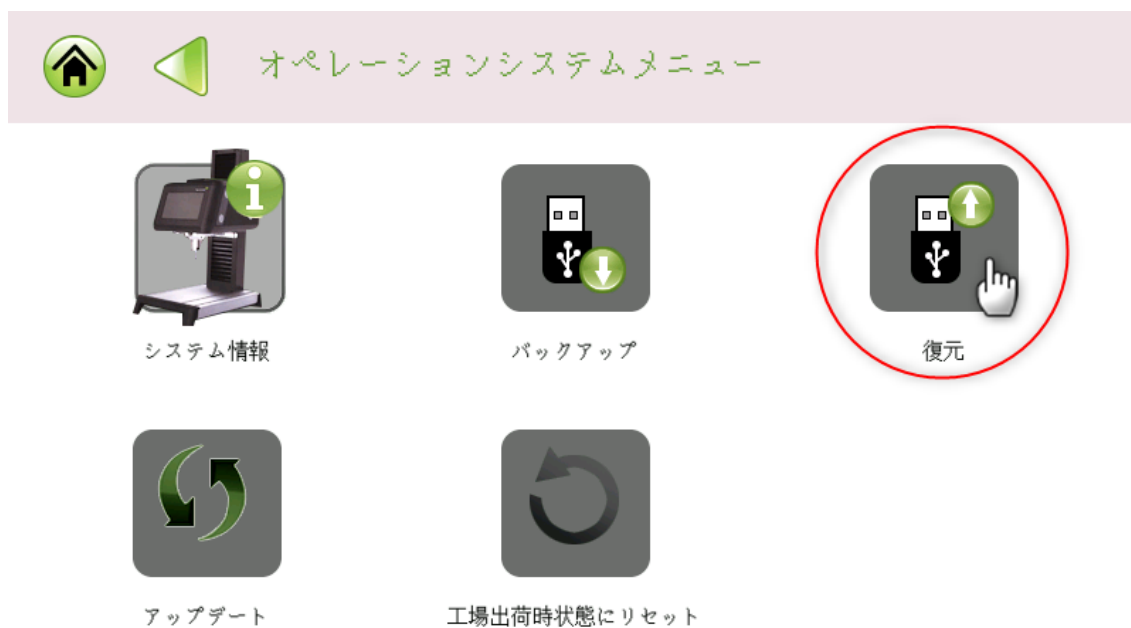 オペレーションシステムメニュー
システム情報
バックアップ
復元
アップデート
工場出荷時状態にリセット